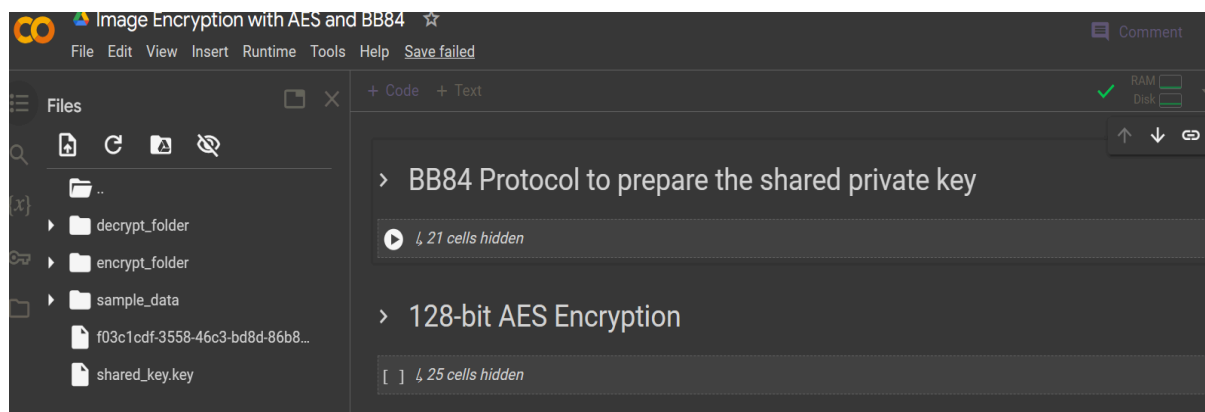 Image Encryption with AES and BB84
File Edit View Insert Runtime Tools Help Save failed
Comment
Files
+ Code + Text
RAM
Disk
{x}
..
decrypt_folder
encrypt_folder
sample_data
f03c1cdf-3558-46c3-bd8d-86b8...
shared_key.key
BB84 Protocol to prepare the shared private key
21 cells hidden
128-bit AES Encryption
[ ] 25 cells hidden